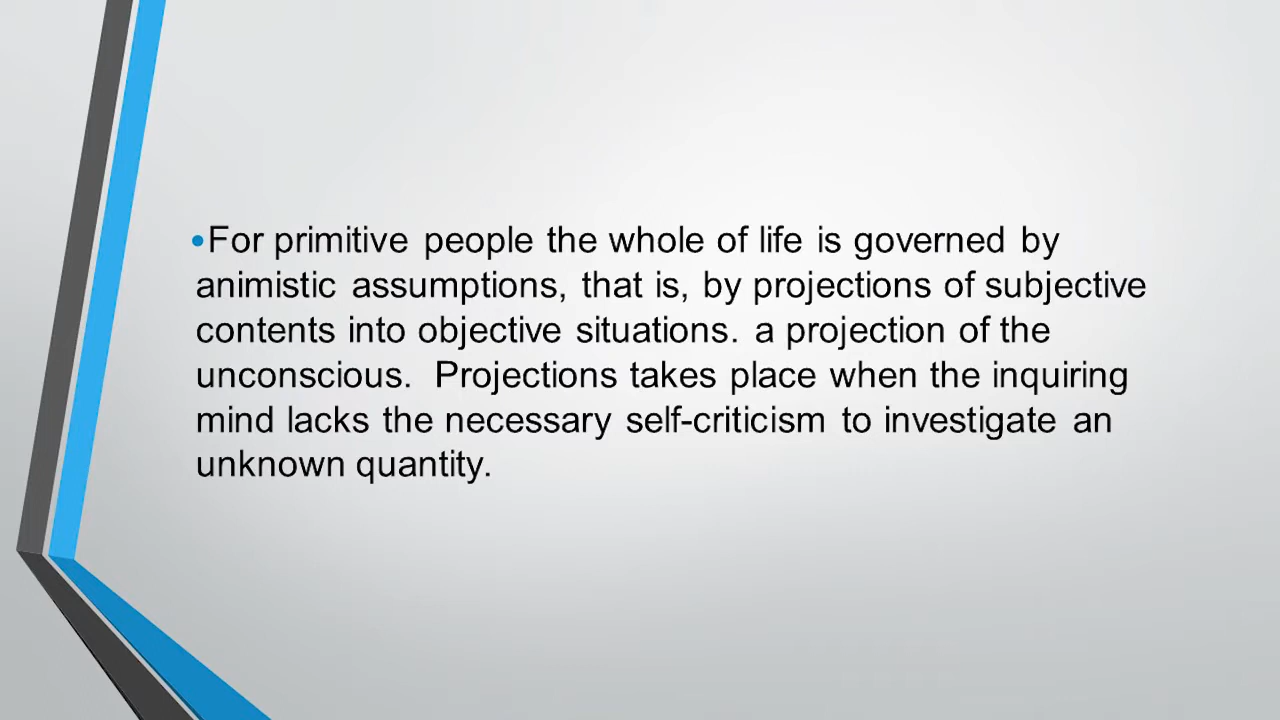 •For primitive people the whole of life is governed by
animistic assumptions, that is, by projections of subjective
contents into objective situations. a projection of the
unconscious.  Projections takes place when the inquiring
mind lacks the necessary self-criticism to investigate an
unknown quantity.